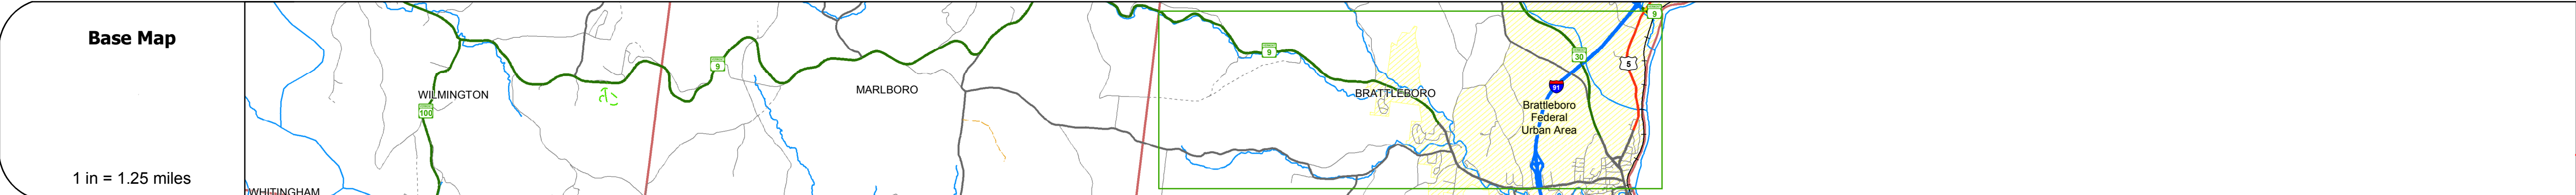 Base Map
1 in = 1.25 miles
WILMINGTON
100
WHITINGHAM
9
MARLBORO
9
BRATTLEBORO
30
91
5
9
Brattleboro
Federal
Urban Area